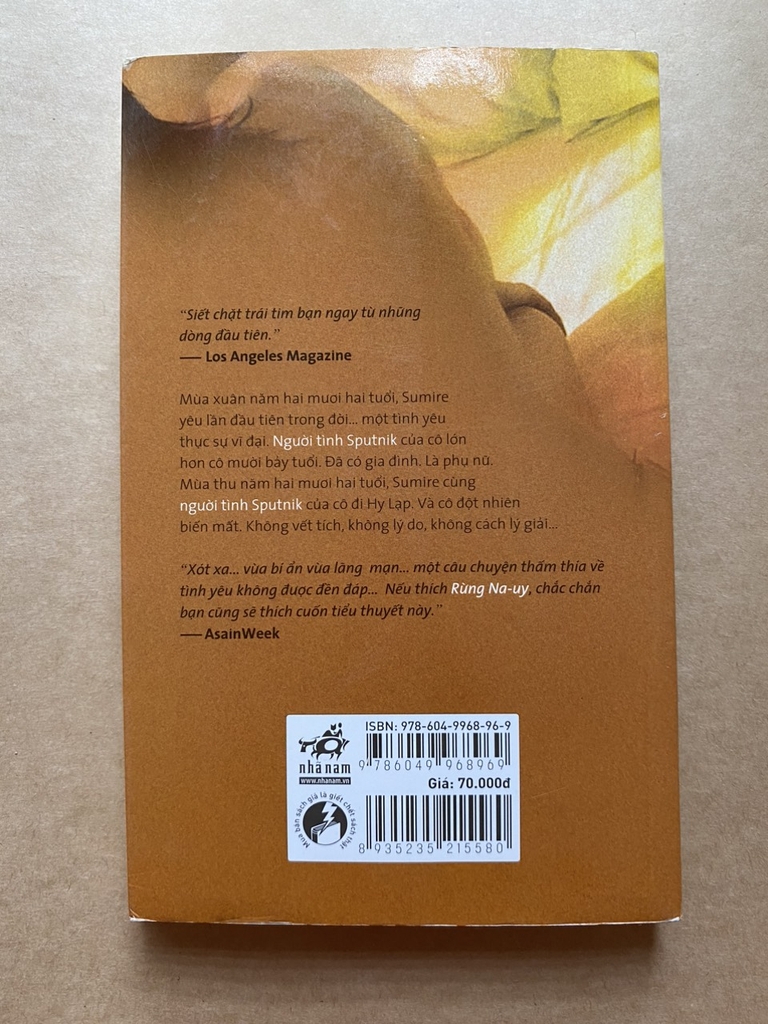 “Siết chặt trái tim bạn ngay từ những
dòng đầu tiên.”
— Los Angeles Magazine
Mùa xuân năm hai mươi hai tuổi, Sumire
yêu lần đầu tiên trong đời... một tình yêu
thực sự vĩ đại. Người tình Sputnik của cô lớn
hơn cô mười bảy tuổi. Đã có gia đình. Là phụ nữ.
Mùa thu năm hai mươi hai tuổi, Sumire cùng
người tình Sputnik của cô đi Hy Lạp. Và cô đột nhiên
biến mất. Không vết tích, không lý do, không cách lý giải...
“Xót xa... vừa bí ẩn vừa lãng mạn... một câu chuyện thấm thía về
tình yêu không được đền đáp... Nếu thích Rừng Na-uy, chắc chắn
bạn cũng sẽ thích cuốn tiểu thuyết này.”
— AsainWeek
ISBN: 978-604-9968-96-9
9 786049 968969
nhã nam
www.nhanam.vn
Giá: 70.000đ
Mua bán sách giả là giết chết sách thật
8 935235 215580